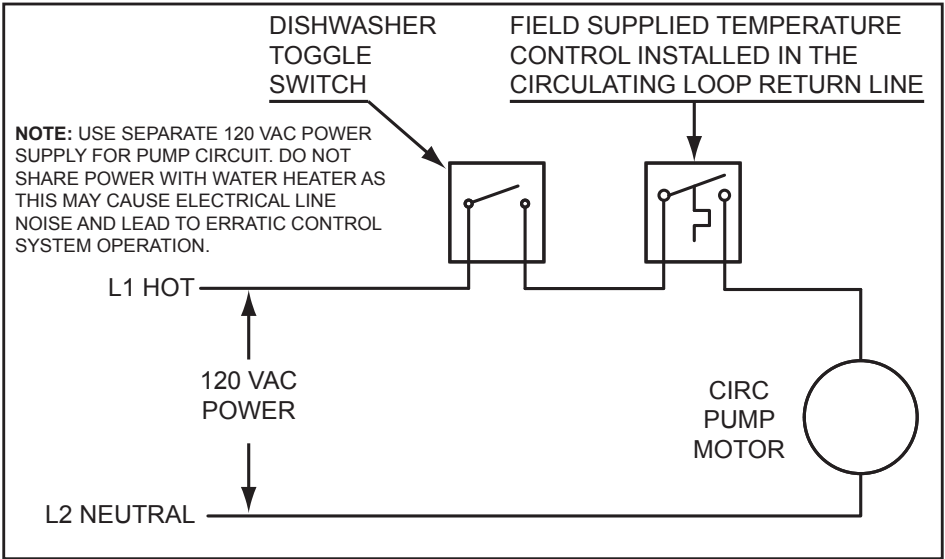 DISHWASHER
TOGGLE
SWITCH
FIELD SUPPLIED TEMPERATURE
CONTROL INSTALLED IN THE
CIRCULATING LOOP RETURN LINE
NOTE: USE SEPARATE 120 VAC POWER
SUPPLY FOR PUMP CIRCUIT. DO NOT
SHARE POWER WITH WATER HEATER AS
THIS MAY CAUSE ELECTRICAL LINE
NOISE AND LEAD TO ERRATIC CONTROL
SYSTEM OPERATION.
L1 HOT
120 VAC
POWER
CIRC
PUMP
MOTOR
L2 NEUTRAL